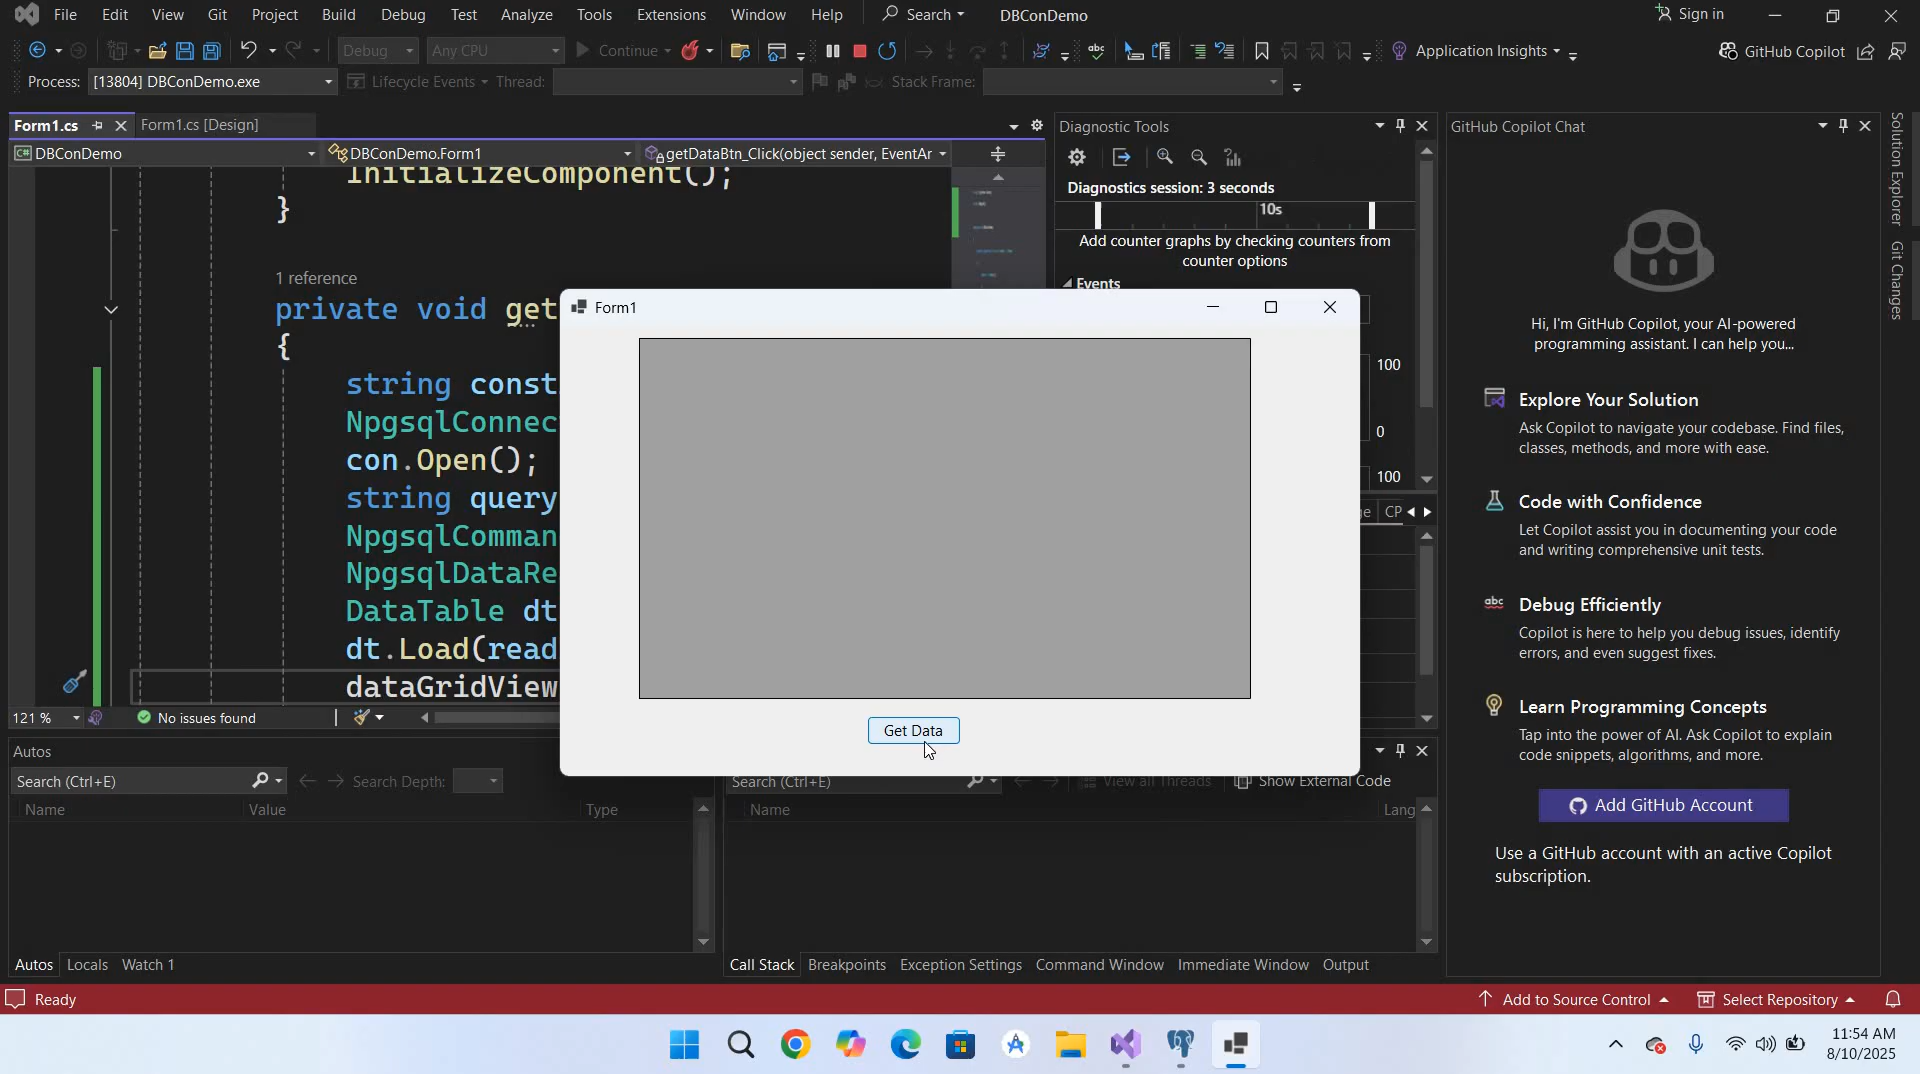 File Edit View Git Project Build Debug Test Analyze Tools Extensions Window Help Search DBConDemo Sign in
Debug Any CPU Continue Application Insights GitHub Copilot
Process: [13804] DBConDemo.exe Lifecycle Events Thread: Stack Frame:
Form1.cs Form1.cs [Design]
DBConDemo DBConDemo.Form1 getDataBtn_Click(object sender, EventAr
InitializeComponent();
}
1 reference
private void get
{
string const
NpgsqlConnec
con.Open();
string query
NpgsqlComman
NpgsqlDataRe
DataTable dt
dt.Load(read
dataGridView
121 % No issues found
Form1
Get Data
Diagnostic Tools
Diagnostics session: 3 seconds
10s
Add counter graphs by checking counters from
counter options
Events
100
0
100
ge CP
GitHub Copilot Chat
Hi, I'm GitHub Copilot, your AI-powered
programming assistant. I can help you...
Explore Your Solution
Ask Copilot to navigate your codebase. Find files,
classes, methods, and more with ease.
Code with Confidence
Let Copilot assist you in documenting your code
and writing comprehensive unit tests.
abc Debug Efficiently
Copilot is here to help you debug issues, identify
errors, and even suggest fixes.
Learn Programming Concepts
Tap into the power of AI. Ask Copilot to explain
code snippets, algorithms, and more.
Add GitHub Account
Use a GitHub account with an active Copilot
subscription.
Solution Explorer
Git Changes
Autos
Search (Ctrl+E) Search Depth:
Name Value Type
Autos Locals Watch 1
Search (Ctrl+E) View all Threads Show External Code
Name Lang
Call Stack Breakpoints Exception Settings Command Window Immediate Window Output
Ready Add to Source Control Select Repository
11:54 AM
8/10/2025